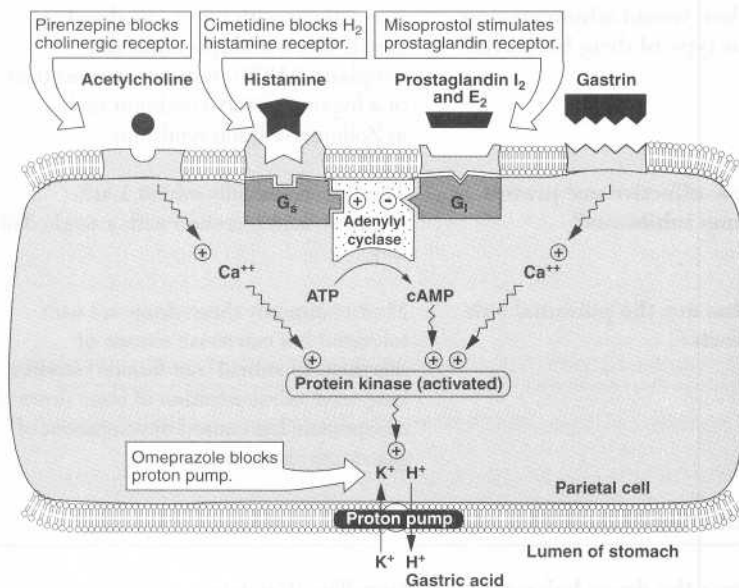 Pirenzepine blocks
cholinergic receptor.
Cimetidine blocks H2
histamine receptor.
Misoprostol stimulates
prostaglandin receptor.
Acetylcholine
Histamine
Prostaglandin I2
and E2
Gastrin
Gs
+
−
GI
Adenylyl
cyclase
+
Ca++
+
Ca++
ATP
cAMP
+
+ +
Protein kinase (activated)
+
Omeprazole blocks
proton pump.
K+ H+
Parietal cell
Proton pump
K+ H+
Lumen of stomach
Gastric acid